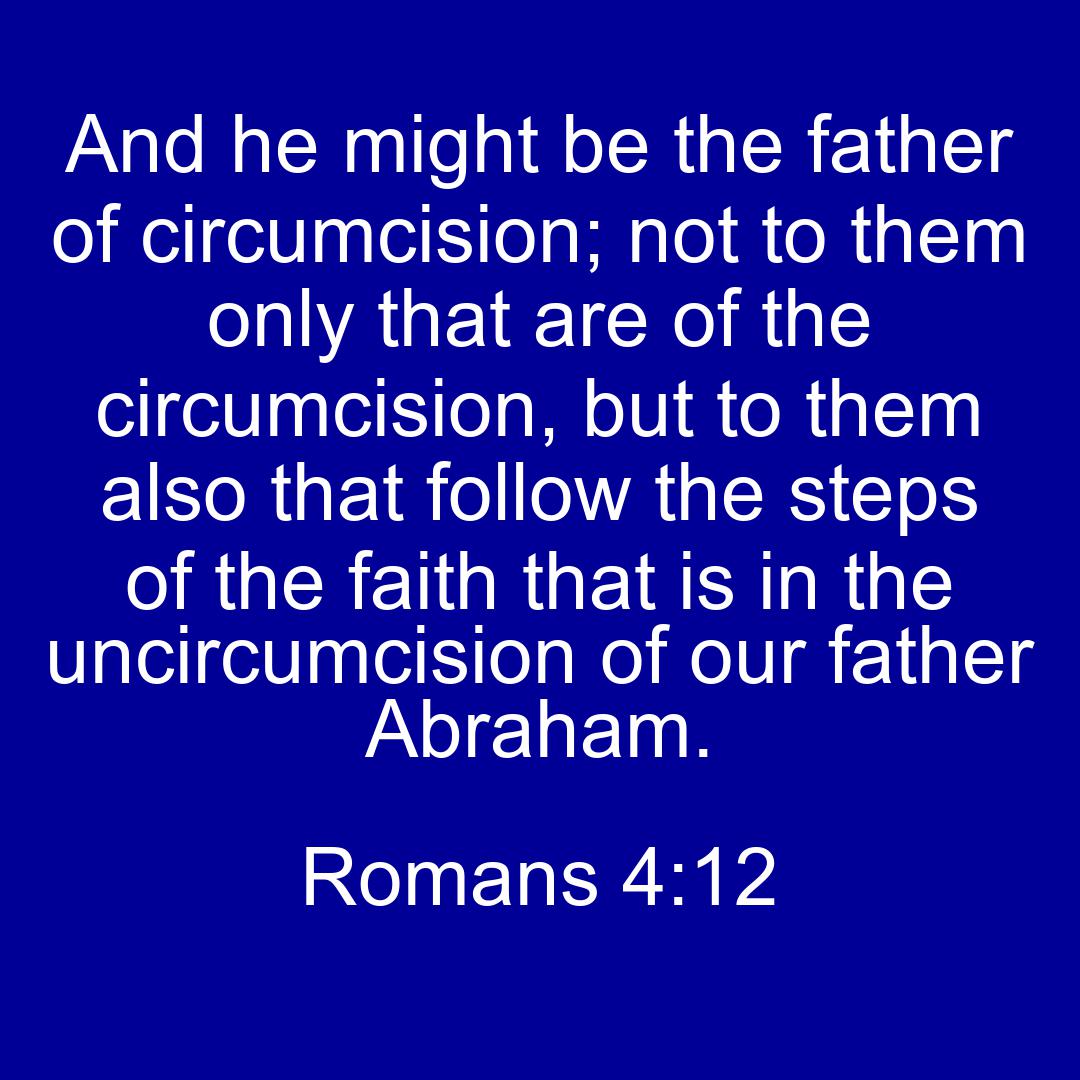 And he might be the father
of circumcision; not to them
only that are of the
circumcision, but to them
also that follow the steps
of the faith that is in the
uncircumcision of our father
Abraham.
Romans 4:12